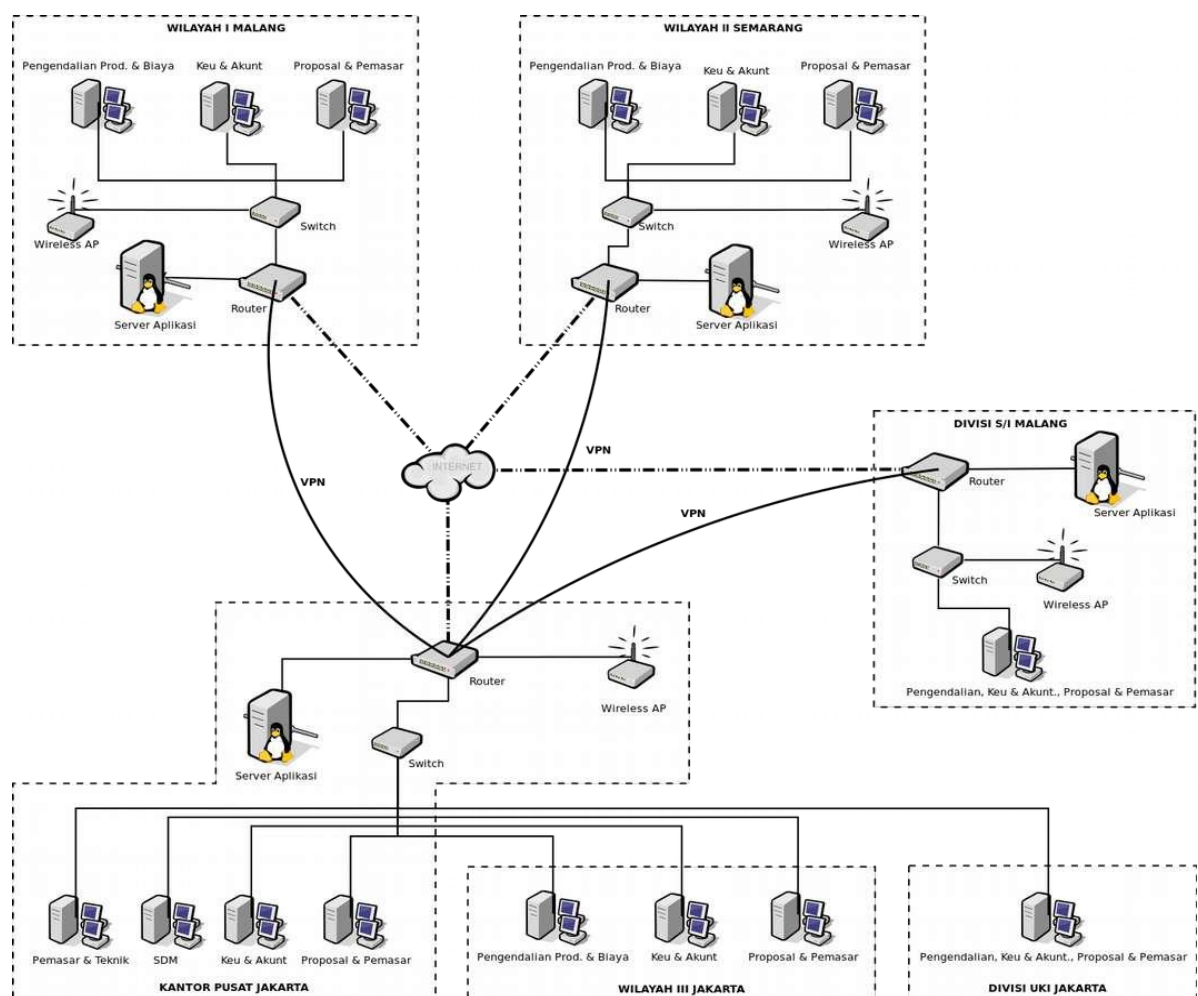 WILAYAH I MALANG
Pengendalian Prod. & Biaya
Keu & Akunt
Proposal & Pemasar
Switch
Wireless AP
Router
Server Aplikasi
WILAYAH II SEMARANG
Pengendalian Prod. & Biaya
Keu & Akunt
Proposal & Pemasar
Switch
Wireless AP
Router
Server Aplikasi
INTERNET
VPN
VPN
VPN
DIVISI S/I MALANG
Router
Server Aplikasi
Switch
Wireless AP
Pengendalian, Keu & Akunt., Proposal & Pemasar
Router
Wireless AP
Switch
Server Aplikasi
Pemasar & Teknik
SDM
Keu & Akunt
Proposal & Pemasar
KANTOR PUSAT JAKARTA
Pengendalian Prod. & Biaya
Keu & Akunt
Proposal & Pemasar
WILAYAH III JAKARTA
Pengendalian, Keu & Akunt., Proposal & Pemasar
DIVISI UKI JAKARTA